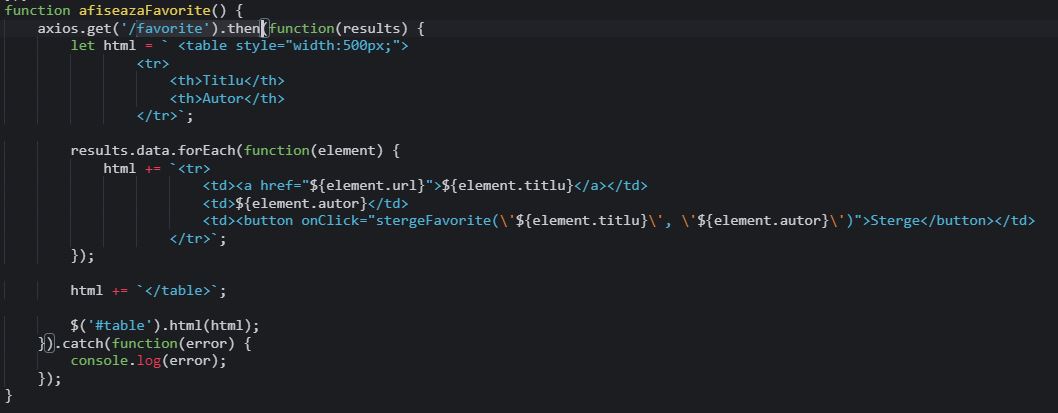 function afiseazaFavorite() {
    axios.get('/favorite').then(function(results) {
        let html = ` <table style="width:500px;">
                <tr>
                    <th>Titlu</th>
                    <th>Autor</th>
                </tr>`;

        results.data.forEach(function(element) {
            html += `<tr>
                        <td><a href="${element.url}">${element.titlu}</a></td>
                        <td>${element.autor}</td>
                        <td><button onClick="stergeFavorite(\'${element.titlu}\', \'${element.autor}\')">Sterge</button></td>
                    </tr>`;
        });

        html += `</table>`;

        $('#table').html(html);
    }).catch(function(error) {
        console.log(error);
    });
}